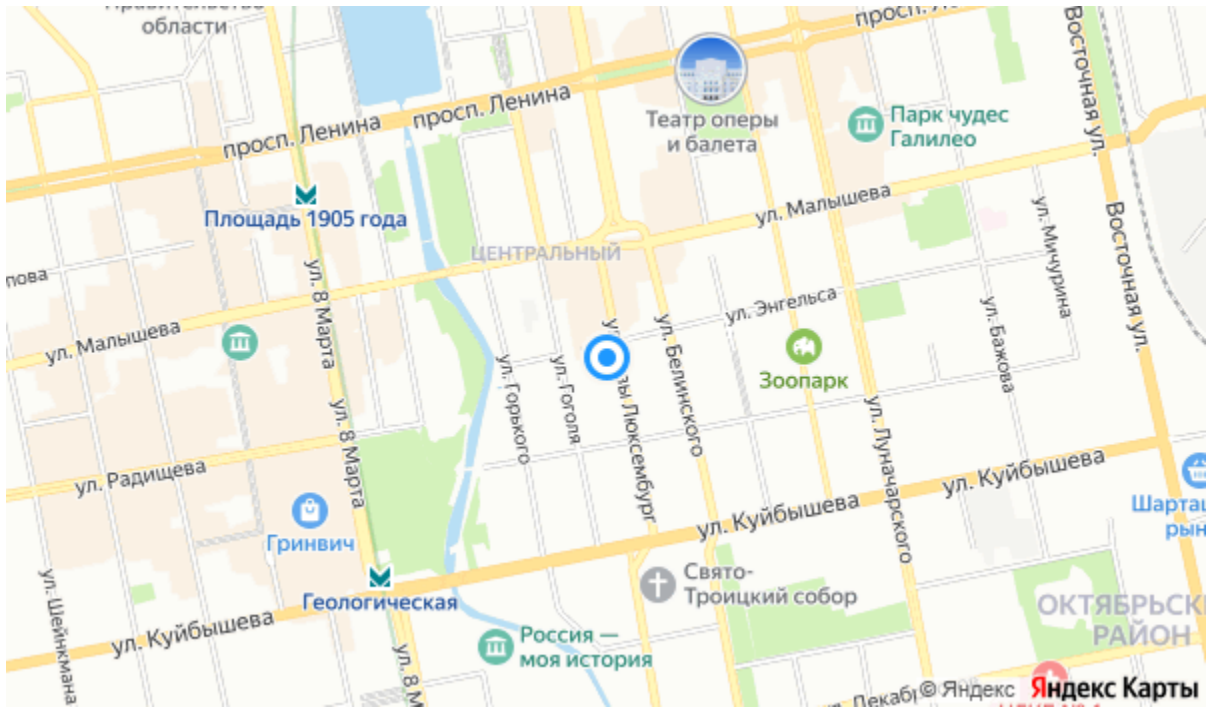 области
просп. Ленина
просп. Ленина
Театр оперы
и балета
Парк чудес
Галилео
Восточная ул.
Площадь 1905 года
ул. Малышева
ЦЕНТРАЛЬНЫЙ
ул. Мичурина
Восточная ул.
ул. 8 Марта
ул. Энгельса
ул. Малышева
ул. Бажова
ул. Белинского
Зоопарк
ул. Горького
ул. Гоголя
Люксембург
ул. 8 Марта
ул. Луначарского
ул. Радищева
ул. Куйбышева
ул. Куйбышева
Гринвич
Свято-
Троицкий собор
Геологическая
ул. Шейнкмана
ул. Куйбышева
Россия —
моя история
РАЙОН
ул. 8 М
© Яндекс
Яндекс Карты